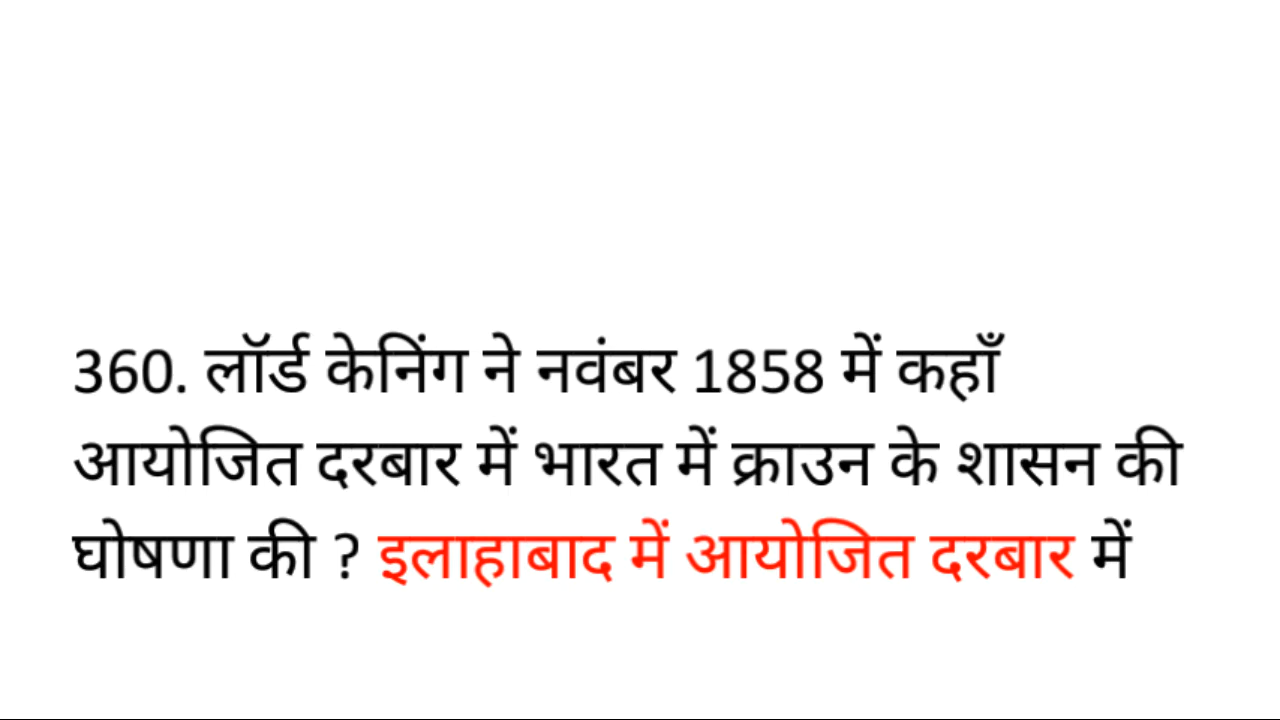 360. लॉर्ड केनिंग ने नवंबर 1858 में कहाँ
आयोजित दरबार में भारत में क्राउन के शासन की
घोषणा की ? इलाहाबाद में आयोजित दरबार में